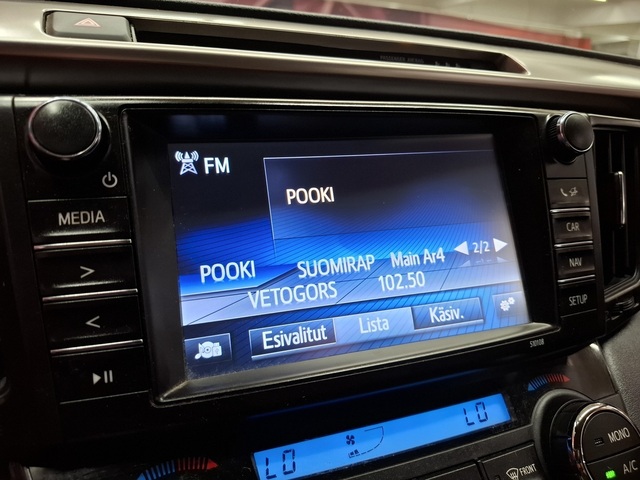 FM
POOKI
2/2
POOKI SUOMIRAP Main Ar4
VETOGORS 102.50
Esivalitut Lista Käsiv.
MEDIA
>
<
CAR
NAV
SETUP
510108
LO LO
FRONT
MONO
A/C